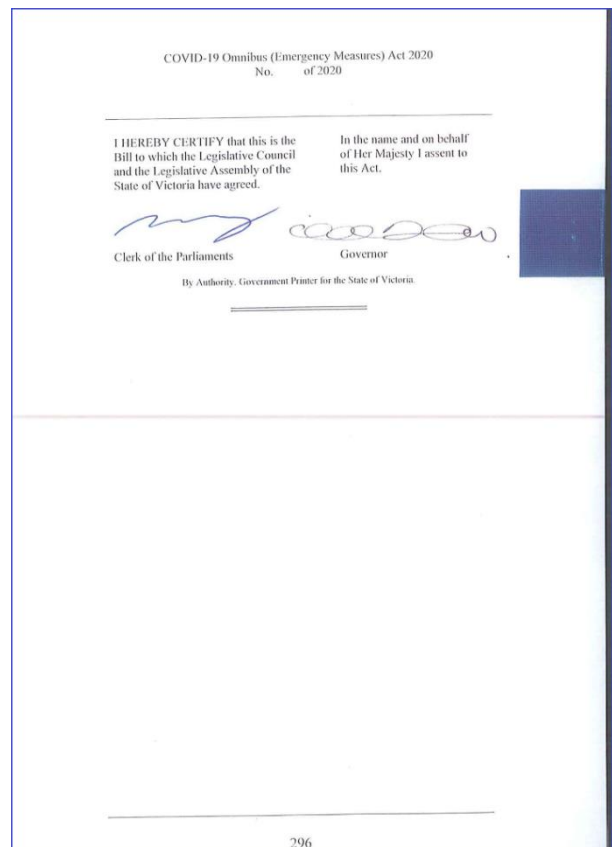 COVID-19 Omnibus (Emergency Measures) Act 2020
No. of 2020
I HEREBY CERTIFY that this is the
Bill to which the Legislative Council
and the Legislative Assembly of the
State of Victoria have agreed.
Clerk of the Parliaments
In the name and on behalf
of Her Majesty I assent to
this Act.
Governor
By Authority. Government Printer for the State of Victoria.
296